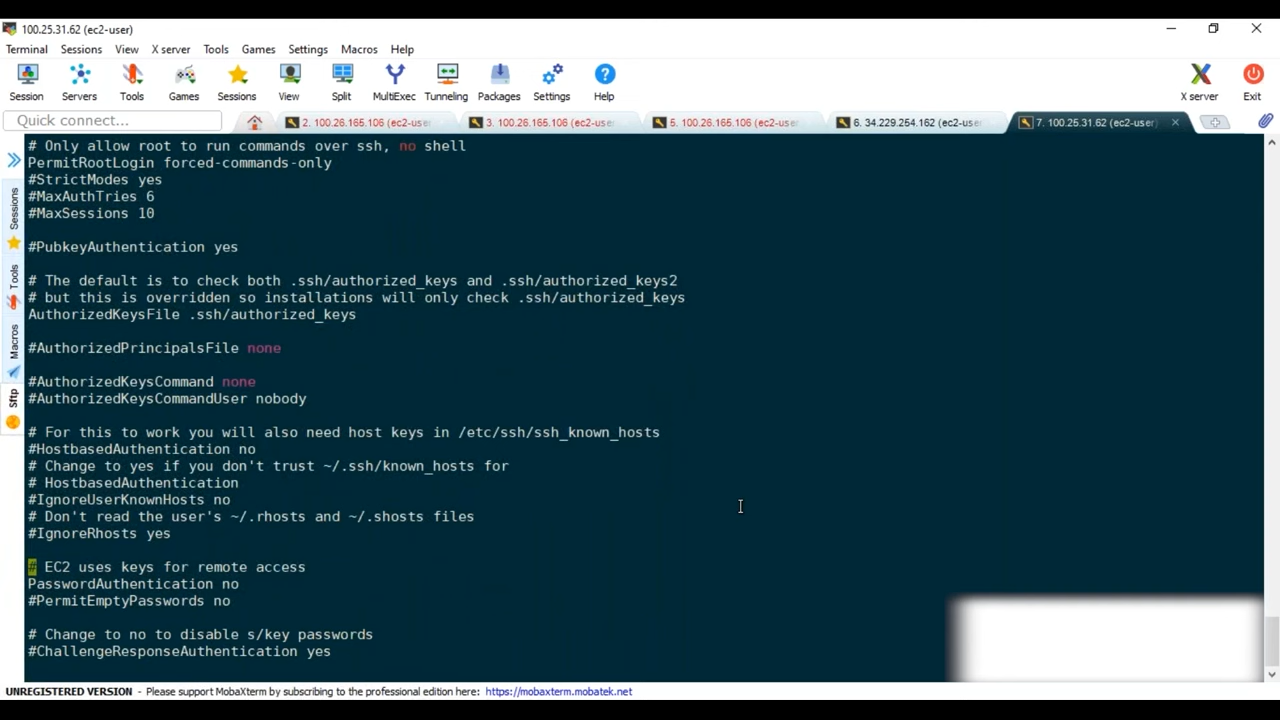 100.25.31.62 (ec2-user)
Terminal Sessions View X server Tools Games Settings Macros Help
Session Servers Tools Games Sessions View Split MultiExec Tunneling Packages Settings Help X server Exit
Quick connect...
2. 100.26.165.106 (ec2-user
3. 100.26.165.106 (ec2-use
5. 100.26.165.106 (ec2-use
6. 34.229.254.162 (ec2-use
7. 100.25.31.62 (ec2-user)
Sessions
Tools
Macros
Sftp
# Only allow root to run commands over ssh, no shell
PermitRootLogin forced-commands-only
#StrictModes yes
#MaxAuthTries 6
#MaxSessions 10
#PubkeyAuthentication yes
# The default is to check both .ssh/authorized_keys and .ssh/authorized_keys2
# but this is overridden so installations will only check .ssh/authorized_keys
AuthorizedKeysFile .ssh/authorized_keys
#AuthorizedPrincipalsFile none
#AuthorizedKeysCommand none
#AuthorizedKeysCommandUser nobody
# For this to work you will also need host keys in /etc/ssh/ssh_known_hosts
#HostbasedAuthentication no
# Change to yes if you don't trust ~/.ssh/known_hosts for
# HostbasedAuthentication
#IgnoreUserKnownHosts no
# Don't read the user's ~/.rhosts and ~/.shosts files
#IgnoreRhosts yes
# EC2 uses keys for remote access
PasswordAuthentication no
#PermitEmptyPasswords no
# Change to no to disable s/key passwords
#ChallengeResponseAuthentication yes
UNREGISTERED VERSION - Please support MobaXterm by subscribing to the professional edition here: https://mobaxterm.mobatek.net